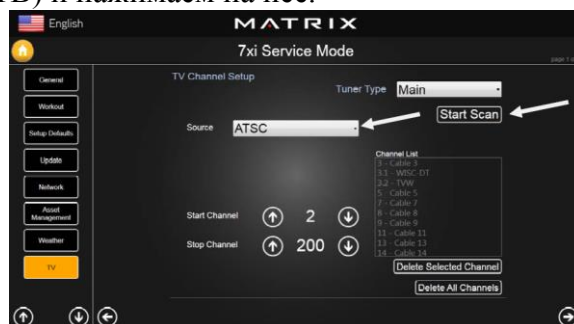 ТВ) и нажимаем на нее.
English
MATRIX
7xi Service Mode
page 1 o
General
Workout
Setup Defaults
Update
Network
Asset
Management
Weather
TV
TV Channel Setup
Tuner Type
Main
Start Scan
Source
ATSC
Channel List
3 - Cable 3
3.1 - WISC-DT
3.2 - TVW
5 - Cable 5
7 - Cable 7
8 - Cable 8
9 - Cable 9
11 - Cable 11
13 - Cable 13
14 - Cable 14
Start Channel
2
Stop Channel
200
Delete Selected Channel
Delete All Channels